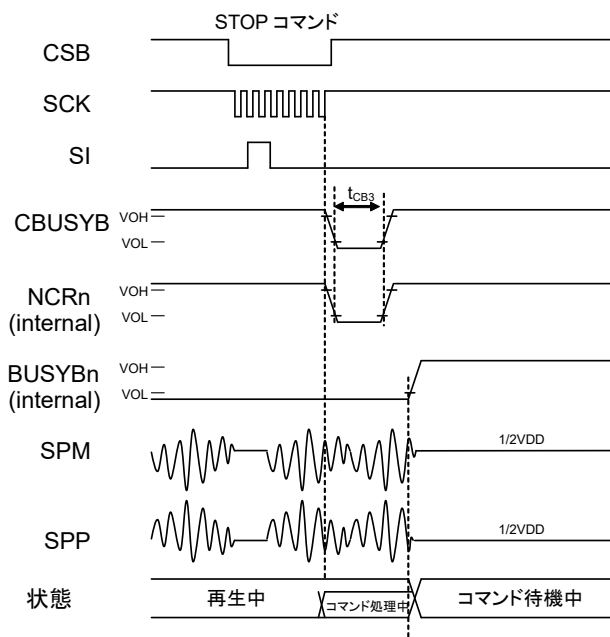 STOP コマンド
CSB
SCK
SI
tCB3
CBUSYB
VOH
VOL
NCRn
(internal)
VOH
VOL
BUSYBn
(internal)
VOH
VOL
SPM
1/2VDD
SPP
1/2VDD
状態
再生中
コマンド処理中
コマンド待機中